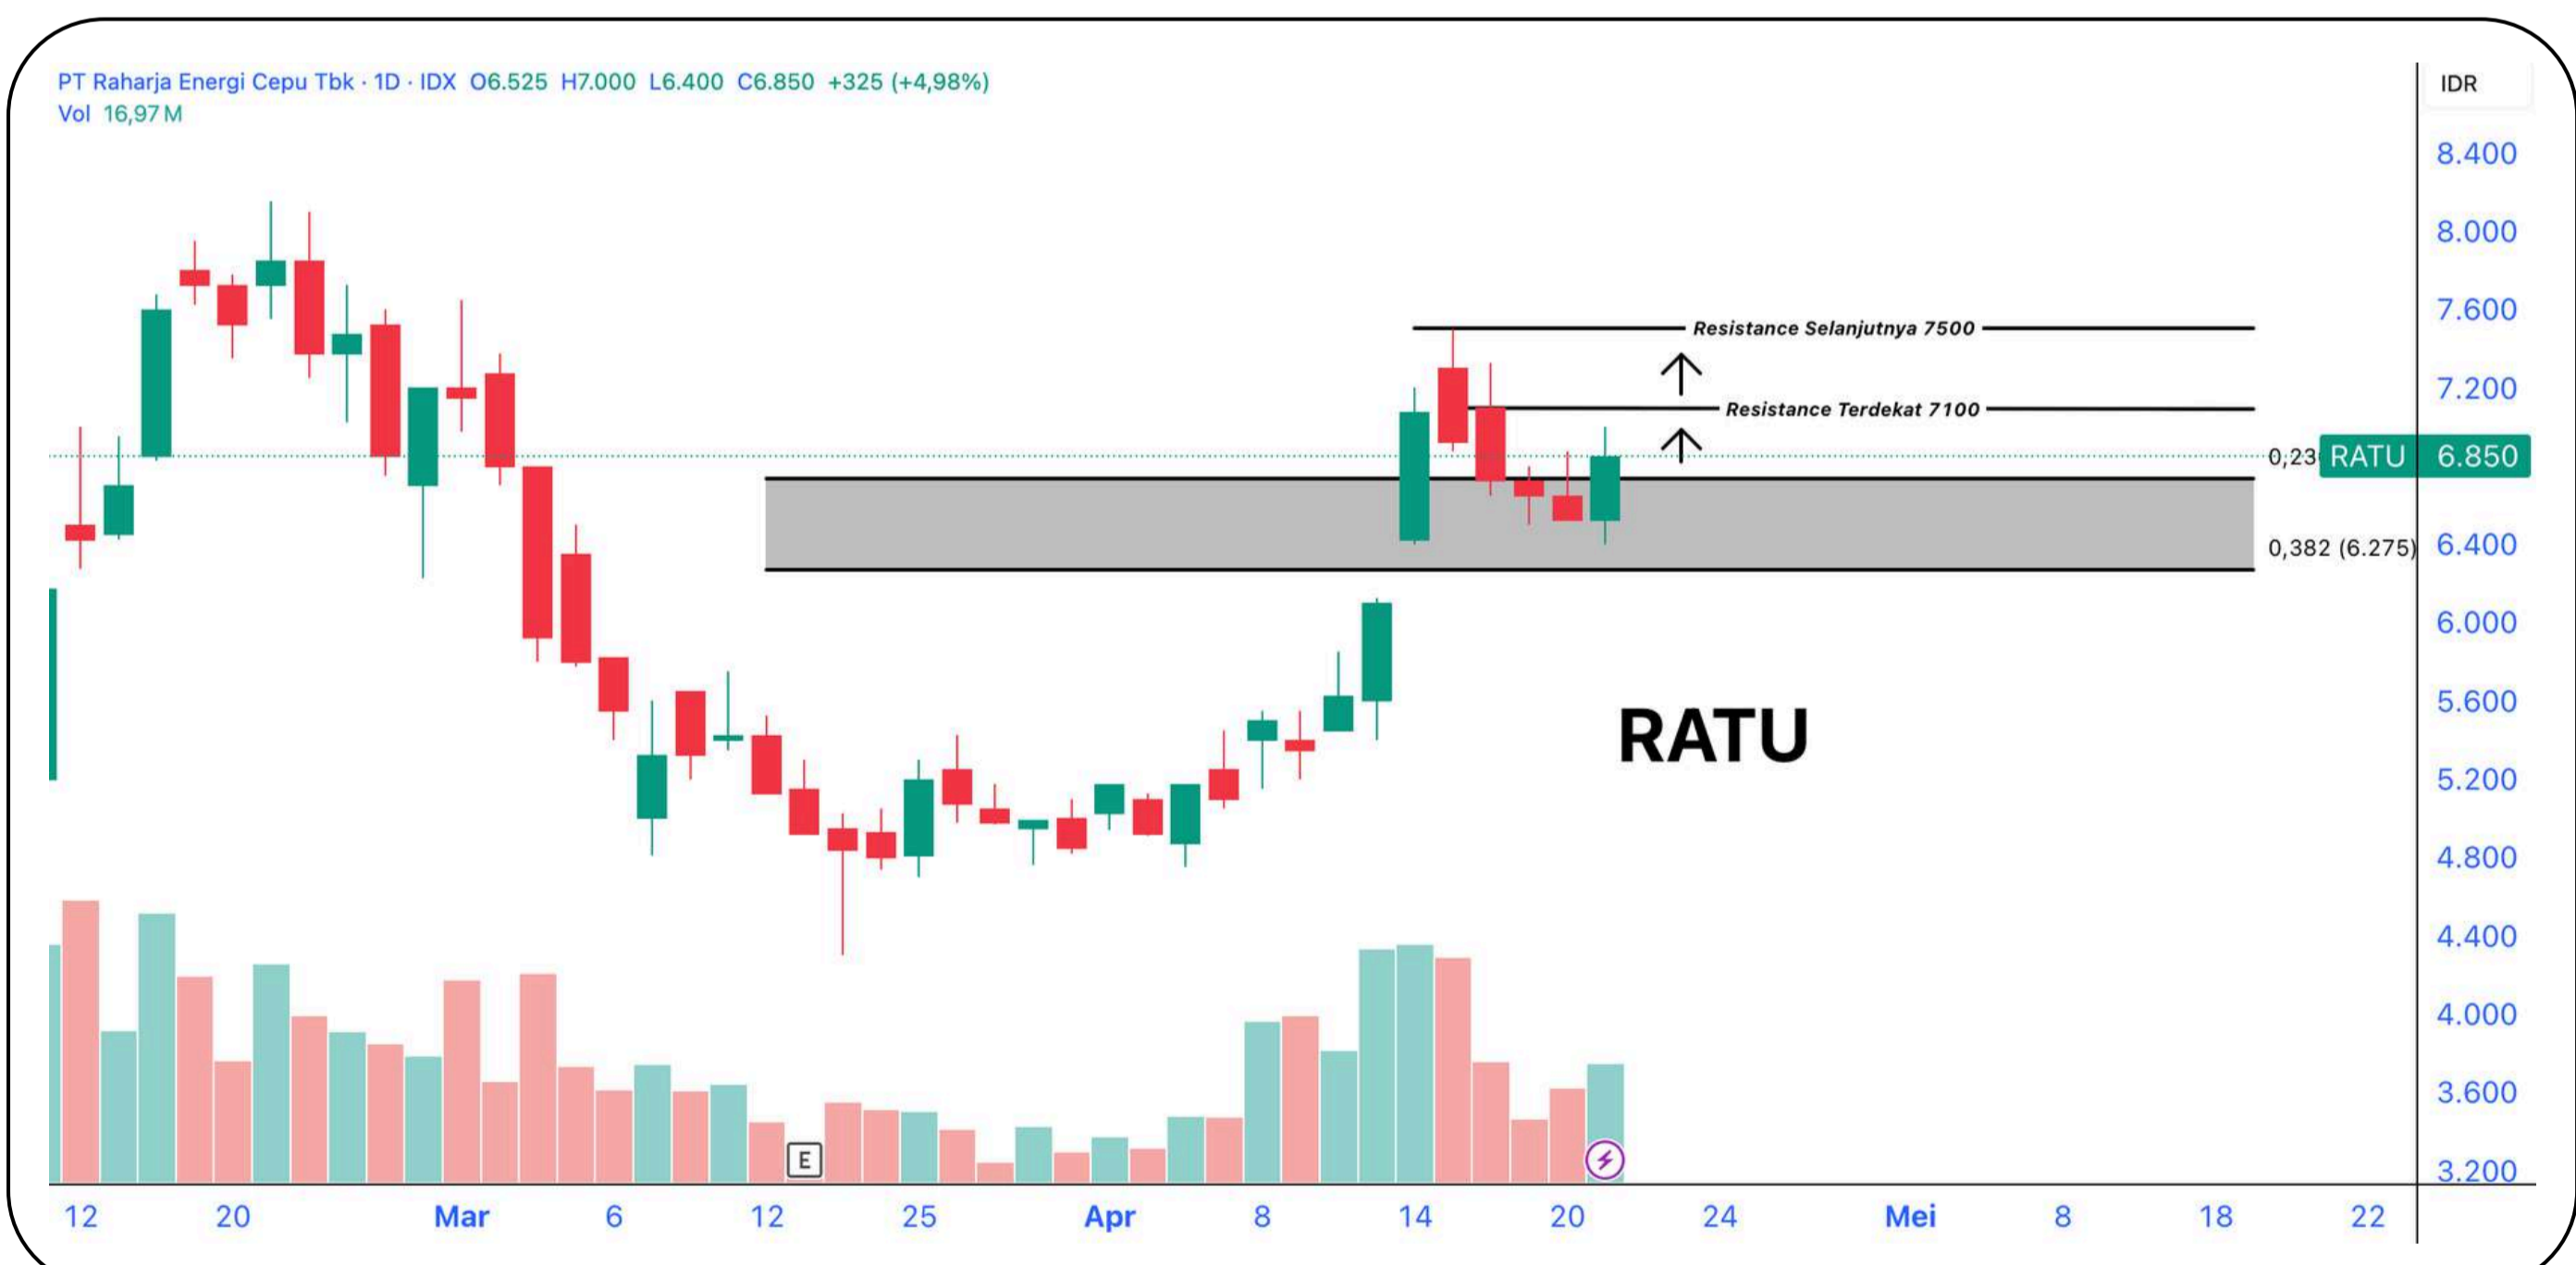 PT Raharja Energi Cepu Tbk · 1D · IDX O6.525 H7.000 L6.400 C6.850 +325 (+4,98%)
Vol 16,97 M
IDR
8.400
8.000
7.600
Resistance Selanjutnya 7500
7.200
Resistance Terdekat 7100
0,23
RATU 6.850
6.400
0,382 (6.275)
6.000
5.600
RATU
5.200
4.800
4.400
4.000
3.600
E
3.200
12 20 Mar 6 12 25 Apr 8 14 20 24 Mei 8 18 22